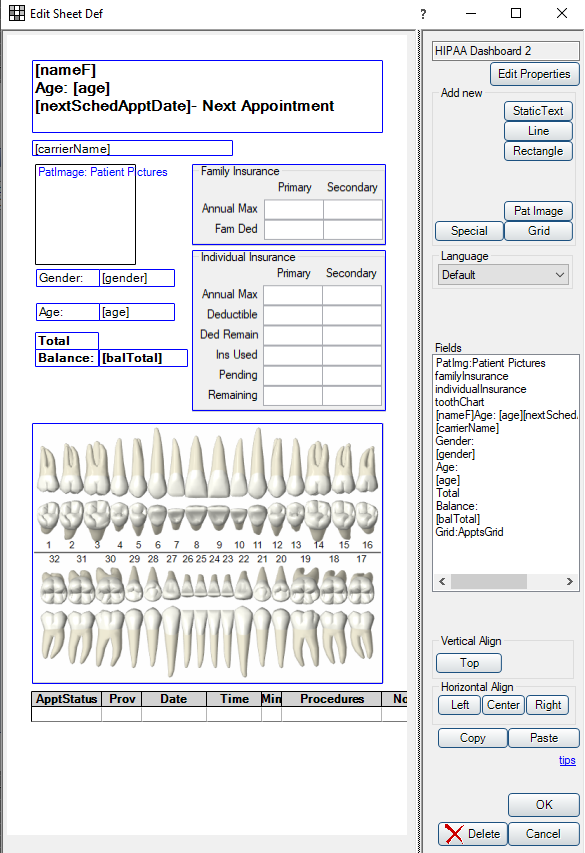 Edit Sheet Def ?
[nameF]
Age: [age]
[nextSchedApptDate]- Next Appointment
[carrierName]
PatImage: Patient Pictures
Gender: [gender]
Age: [age]
Total
Balance: [balTotal]
Family Insurance
Primary Secondary
Annual Max
Fam Ded
Individual Insurance
Primary Secondary
Annual Max
Deductible
Ded Remain
Ins Used
Pending
Remaining
1 2 3 4 5 6 7 8 9 10 11 12 13 14 15 16
32 31 30 29 28 27 26 25 24 23 22 21 20 19 18 17
ApptStatus Prov Date Time Min Procedures No
HIPAA Dashboard 2
Edit Properties
Add new
StaticText
Line
Rectangle
Pat Image
Special Grid
Language
Default
Fields
PatImg:Patient Pictures
familyInsurance
individualInsurance
toothChart
[nameF]Age: [age][nextSched
[carrierName]
Gender:
[gender]
Age:
[age]
Total
Balance:
[balTotal]
Grid:ApptsGrid
Vertical Align
Top
Horizontal Align
Left Center Right
Copy Paste
tips
OK
Delete Cancel